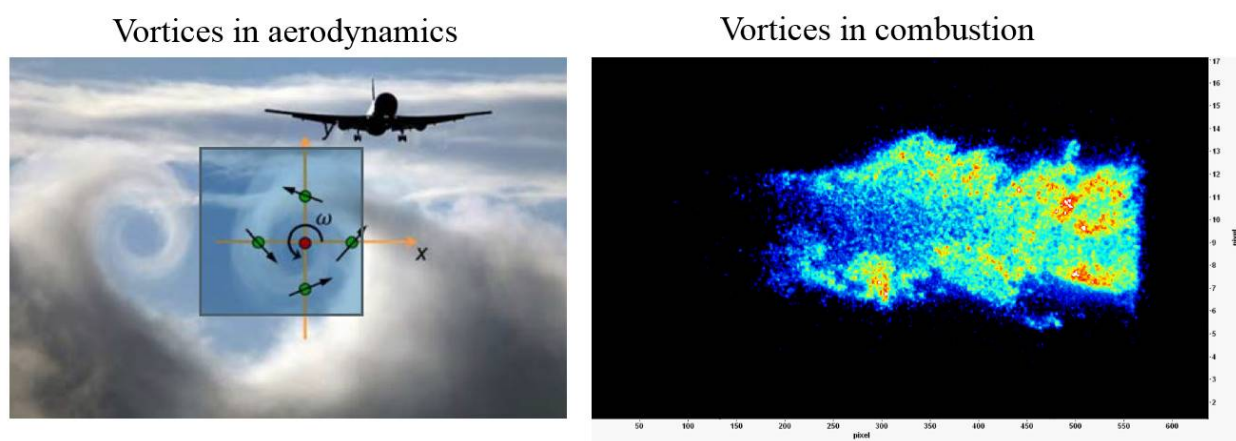 Vortices in aerodynamics
Vortices in combustion
y
ω
x
17
16
15
14
13
12
11
10
9
8
7
6
5
4
3
2
pixel
50 100 150 200 250 300 350 400 450 500 550 600
pixel